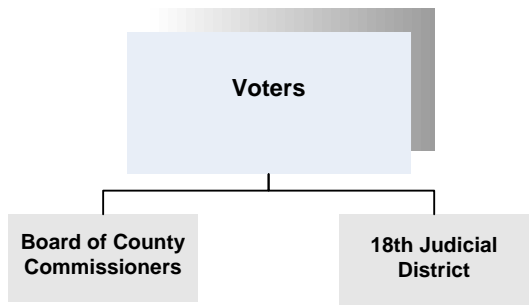 Voters
Board of County
Commissioners
18th Judicial
District